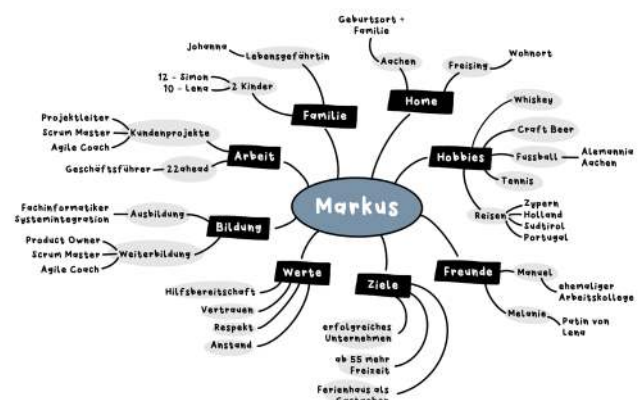 Markus
Familie
Lebensgefährtin
Johanna
2 Kinder
12 - Simon
10 - Lena
Home
Aachen
Geburtsort +
Familie
Freising
Wohnort
Arbeit
Kundenprojekte
Projektleiter
Scrum Master
Agile Coach
22ahead
Geschäftsführer
Hobbies
Whiskey
Craft Beer
Fussball
Alemannia
Aachen
Tennis
Reisen
Zypern
Holland
Südtirol
Portugal
Bildung
Ausbildung
Fachinformatiker
Systemintegration
Weiterbildung
Product Owner
Scrum Master
Agile Coach
Werte
Hilfsbereitschaft
Vertrauen
Respekt
Anstand
Ziele
erfolgreiches
Unternehmen
ab 55 mehr
Freizeit
Ferienhaus als
Freunde
Manuel
ehemaliger
Arbeitskollege
Melanie
Patin von
Lena